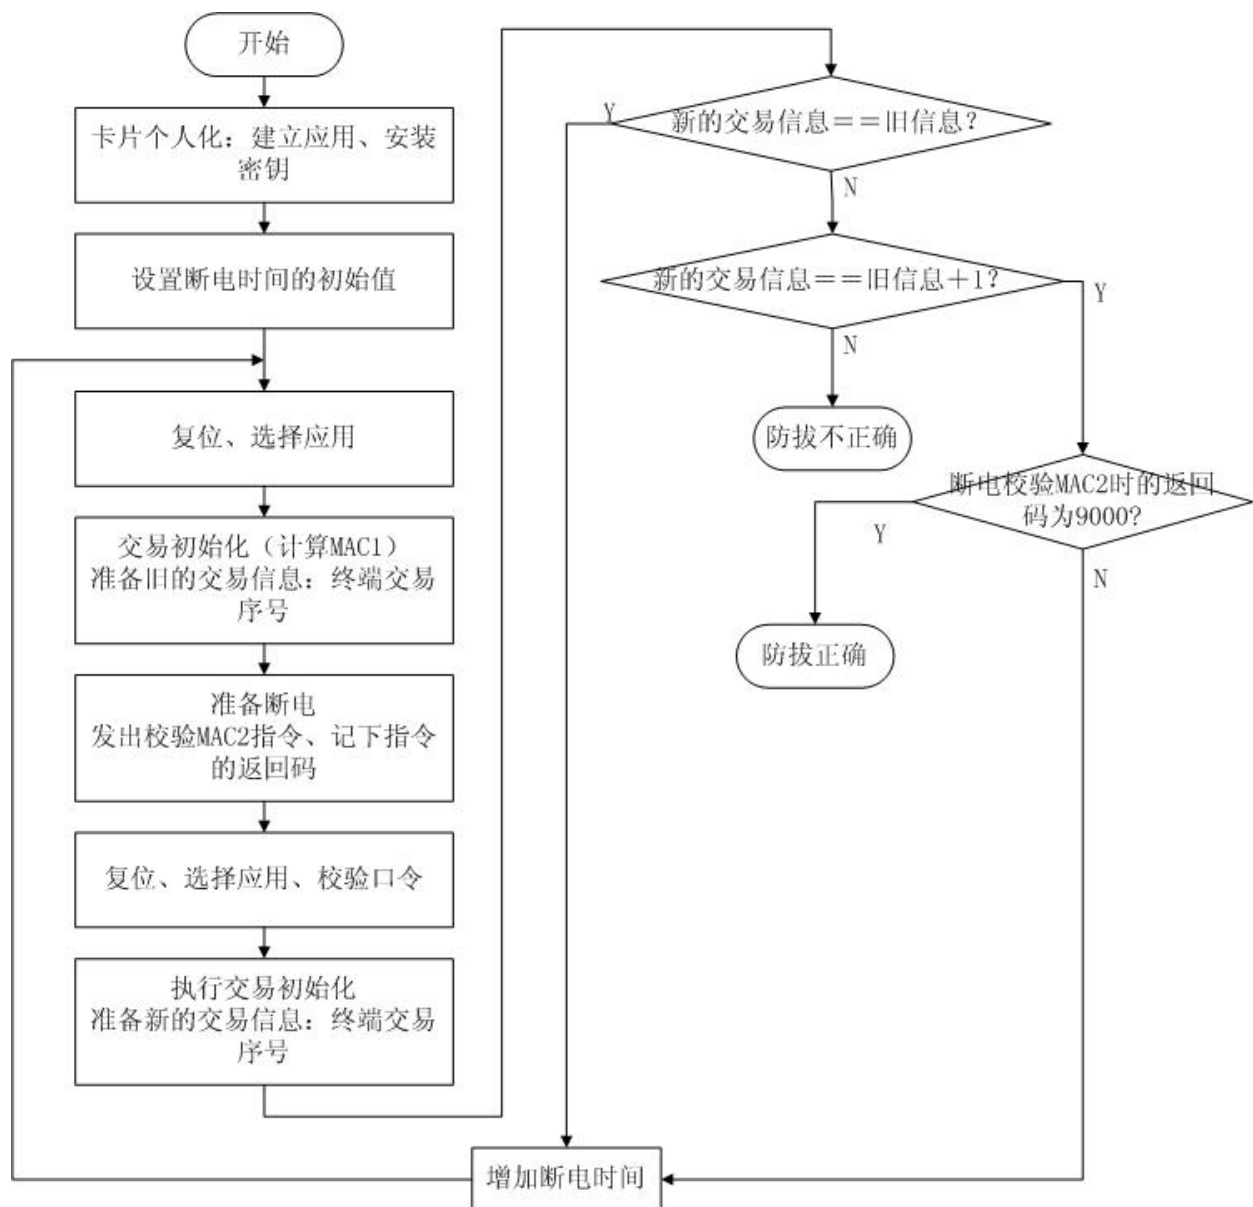 开始
卡片个人化：建立应用、安装
密钥
设置断电时间的初始值
复位、选择应用
交易初始化（计算MAC1）
准备旧的交易信息：终端交易
序号
准备断电
发出校验MAC2指令、记下指令
的返回码
复位、选择应用、校验口令
执行交易初始化
准备新的交易信息：终端交易
序号
新的交易信息==旧信息？
Y
N
新的交易信息==旧信息+1？
Y
N
防拔不正确
断电校验MAC2时的返回
码为9000？
Y
N
防拔正确
增加断电时间